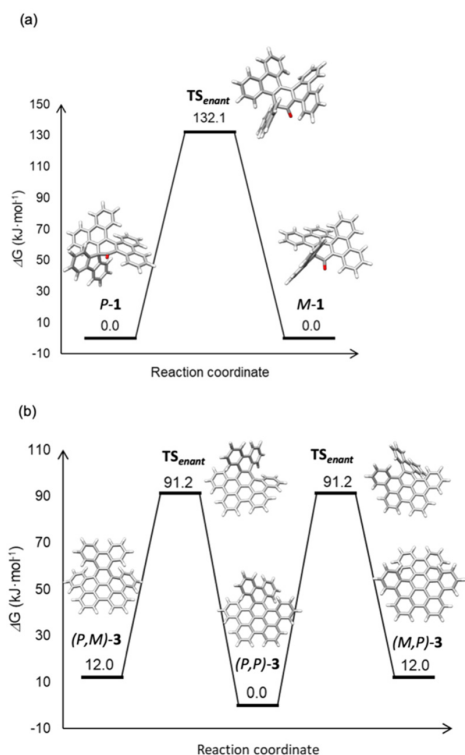 (a)
TSenant
132.1
150
130
110
90
70
50
30
10
-10
ΔG (kJ·mol-1)
P-1
0.0
M-1
0.0
Reaction coordinate
(b)
TSenant
91.2
TSenant
91.2
110
90
70
50
30
10
-10
ΔG (kJ·mol-1)
(P,M)-3
12.0
(P,P)-3
0.0
(M,P)-3
12.0
Reaction coordinate